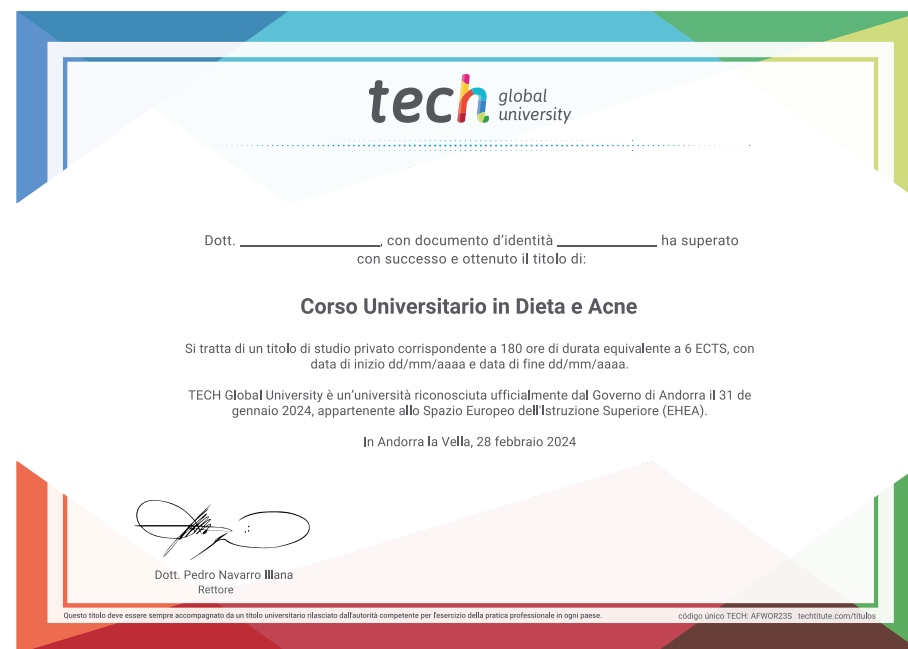 tech global
university
Dott. ____________, con documento d'identità ____________ ha superato
con successo e ottenuto il titolo di:
Corso Universitario in Dieta e Acne
Si tratta di un titolo di studio privato corrispondente a 180 ore di durata equivalente a 6 ECTS, con
data di inizio dd/mm/aaaa e data di fine dd/mm/aaaa.
TECH Global University è un'università riconosciuta ufficialmente dal Governo di Andorra il 31 de
gennaio 2024, appartenente allo Spazio Europeo dell'Istruzione Superiore (EHEA).
In Andorra la Vella, 28 febbraio 2024
Dott. Pedro Navarro Illana
Rettore
Questo titolo deve essere sempre accompagnato da un titolo universitario rilasciato dall'autorità competente per l'esercizio della pratica professionale in ogni paese.
código único TECH: AFWOR23S techtitute.com/titulos